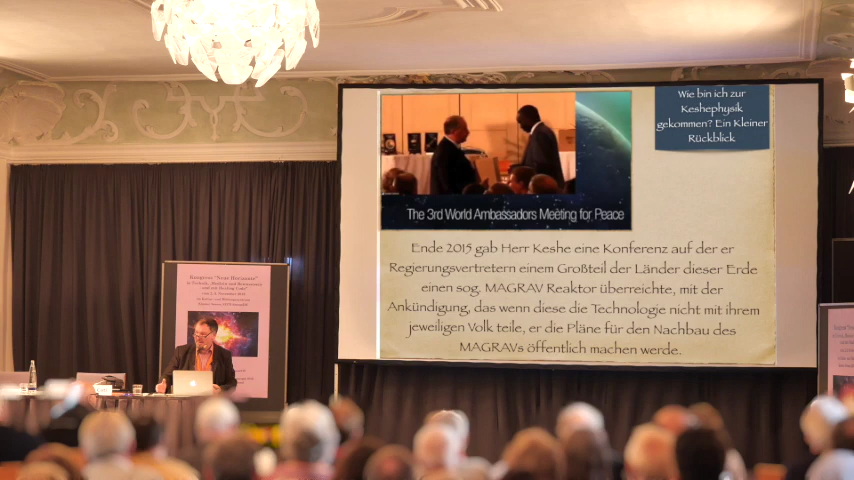 Wie bin ich zur
Keshephysik
gekommen? Ein Kleiner
Rückblick
The 3rd World Ambassadors Meeting for Peace
Ende 2015 gab Herr Keshe eine Konferenz auf der er
Regierungsvertretern einem Großteil der Länder dieser Erde
einen sog. MAGRAV Reaktor überreichte, mit der
Ankündigung, das wenn diese die Technologie nicht mit ihrem
jeweiligen Volk teile, er die Pläne für den Nachbau des
MAGRAVs öffentlich machen werde.
Kongress "Neue Horizonte"